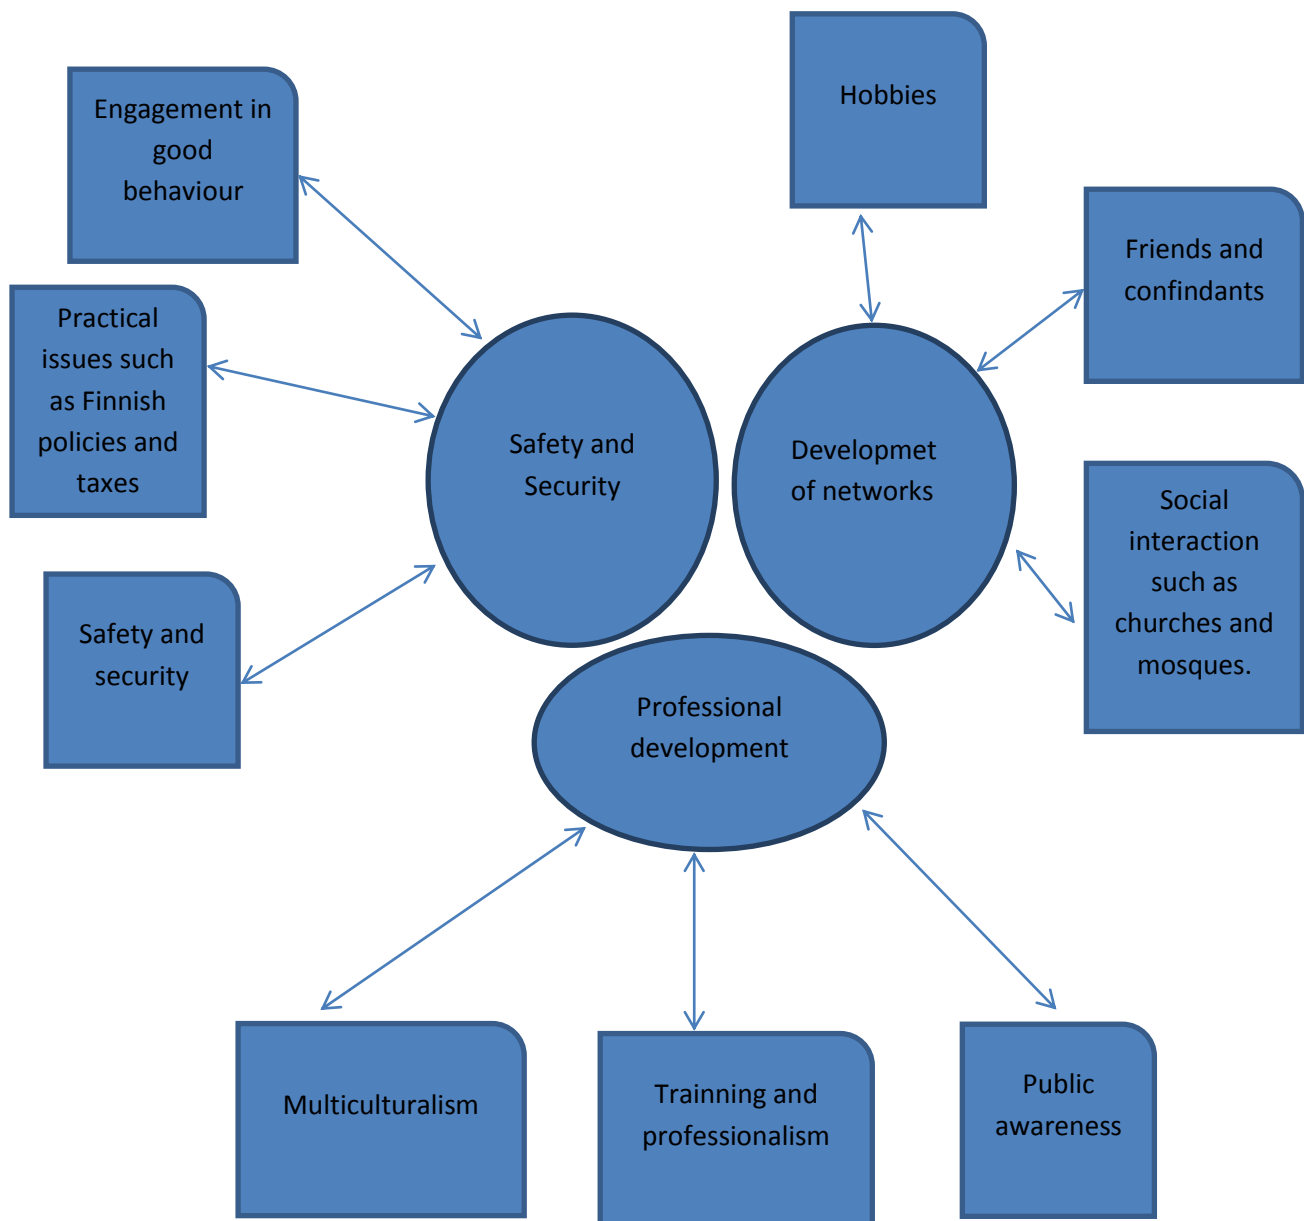 Engagement in
good
behaviour
Practical
issues such
as Finnish
policies and
taxes
Safety and
security
Safety and
Security
Hobbies
Friends and
confindants
Developmet
of networks
Social
interaction
such as
churches and
mosques.
Professional
development
Multiculturalism
Trainning and
professionalism
Public
awareness